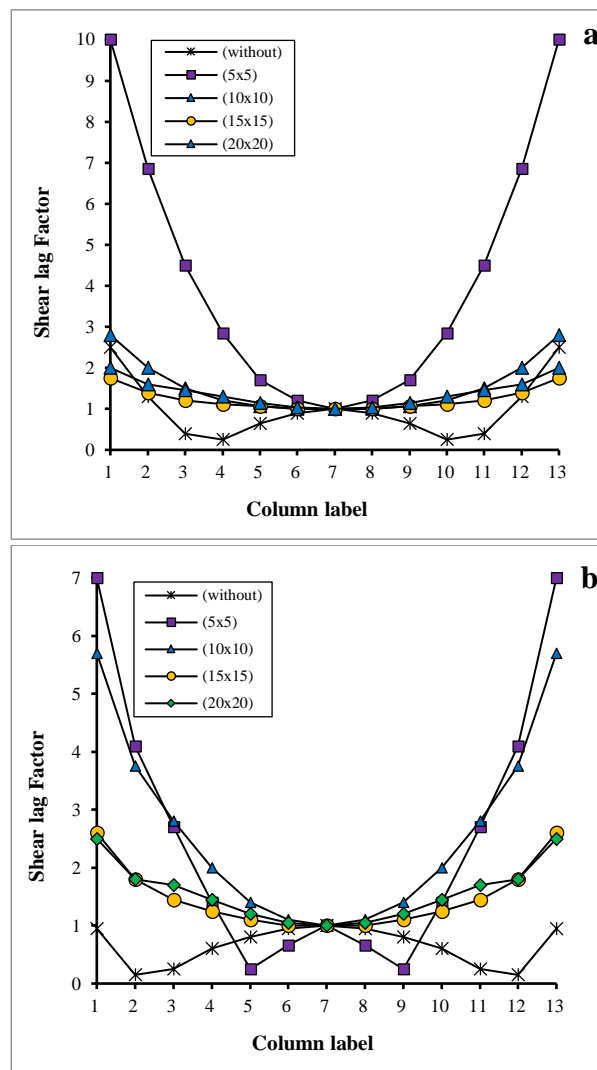 a
10
9
8
7
6
5
4
3
2
1
0
Shear lag Factor
(without)
(5x5)
(10x10)
(15x15)
(20x20)
1 2 3 4 5 6 7 8 9 10 11 12 13
Column label
b
7
6
5
4
3
2
1
0
Shear lag Factor
(without)
(5x5)
(10x10)
(15x15)
(20x20)
1 2 3 4 5 6 7 8 9 10 11 12 13
Column label